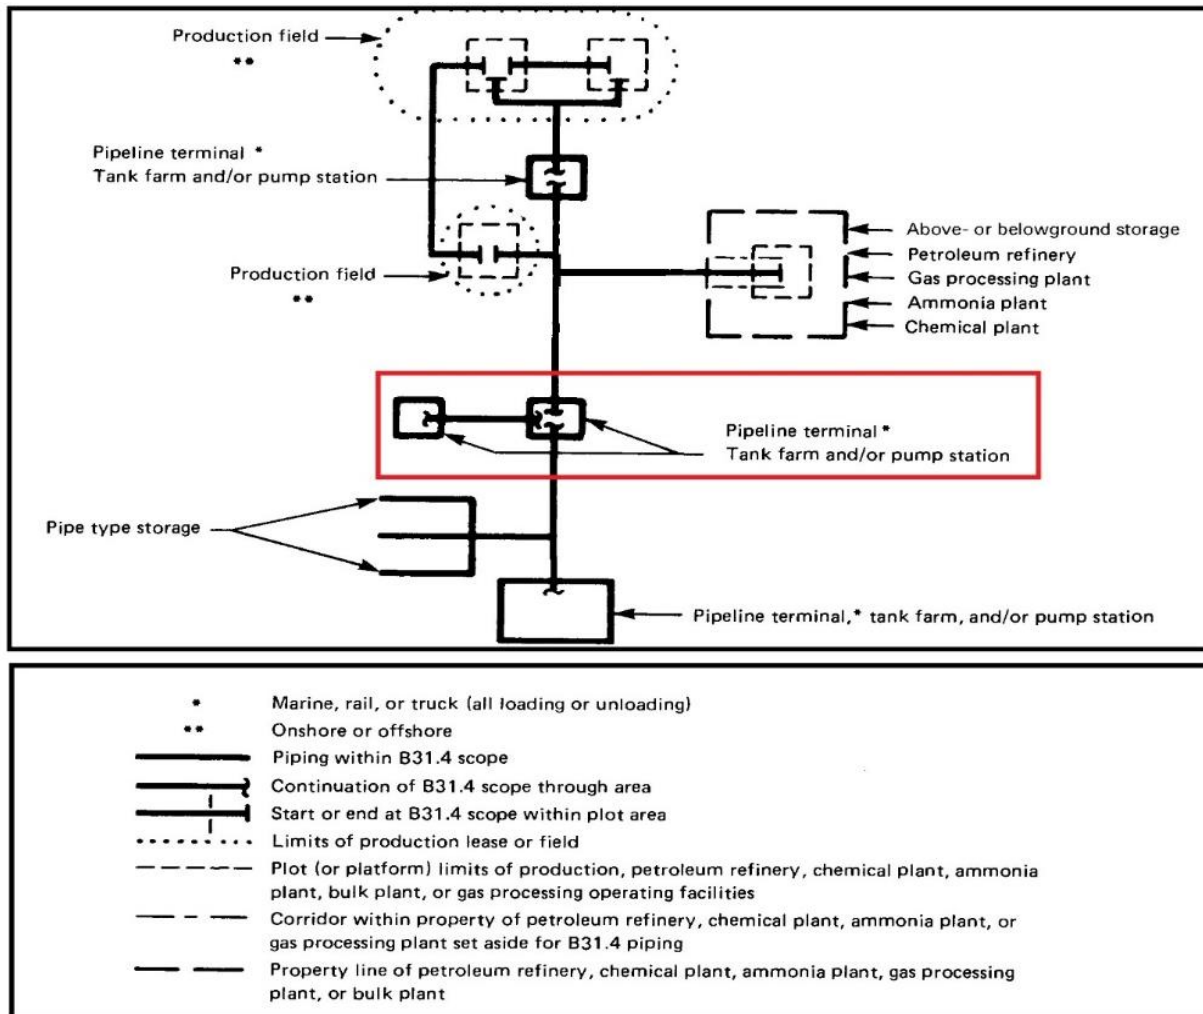 Production field
**
Pipeline terminal *
Tank farm and/or pump station
Production field
**
Above- or belowground storage
Petroleum refinery
Gas processing plant
Ammonia plant
Chemical plant
Pipeline terminal *
Tank farm and/or pump station
Pipe type storage
Pipeline terminal,* tank farm, and/or pump station
* Marine, rail, or truck (all loading or unloading)
** Onshore or offshore
Piping within B31.4 scope
Continuation of B31.4 scope through area
Start or end at B31.4 scope within plot area
Limits of production lease or field
Plot (or platform) limits of production, petroleum refinery, chemical plant, ammonia
plant, bulk plant, or gas processing operating facilities
Corridor within property of petroleum refinery, chemical plant, ammonia plant, or
gas processing plant set aside for B31.4 piping
Property line of petroleum refinery, chemical plant, ammonia plant, gas processing
plant, or bulk plant